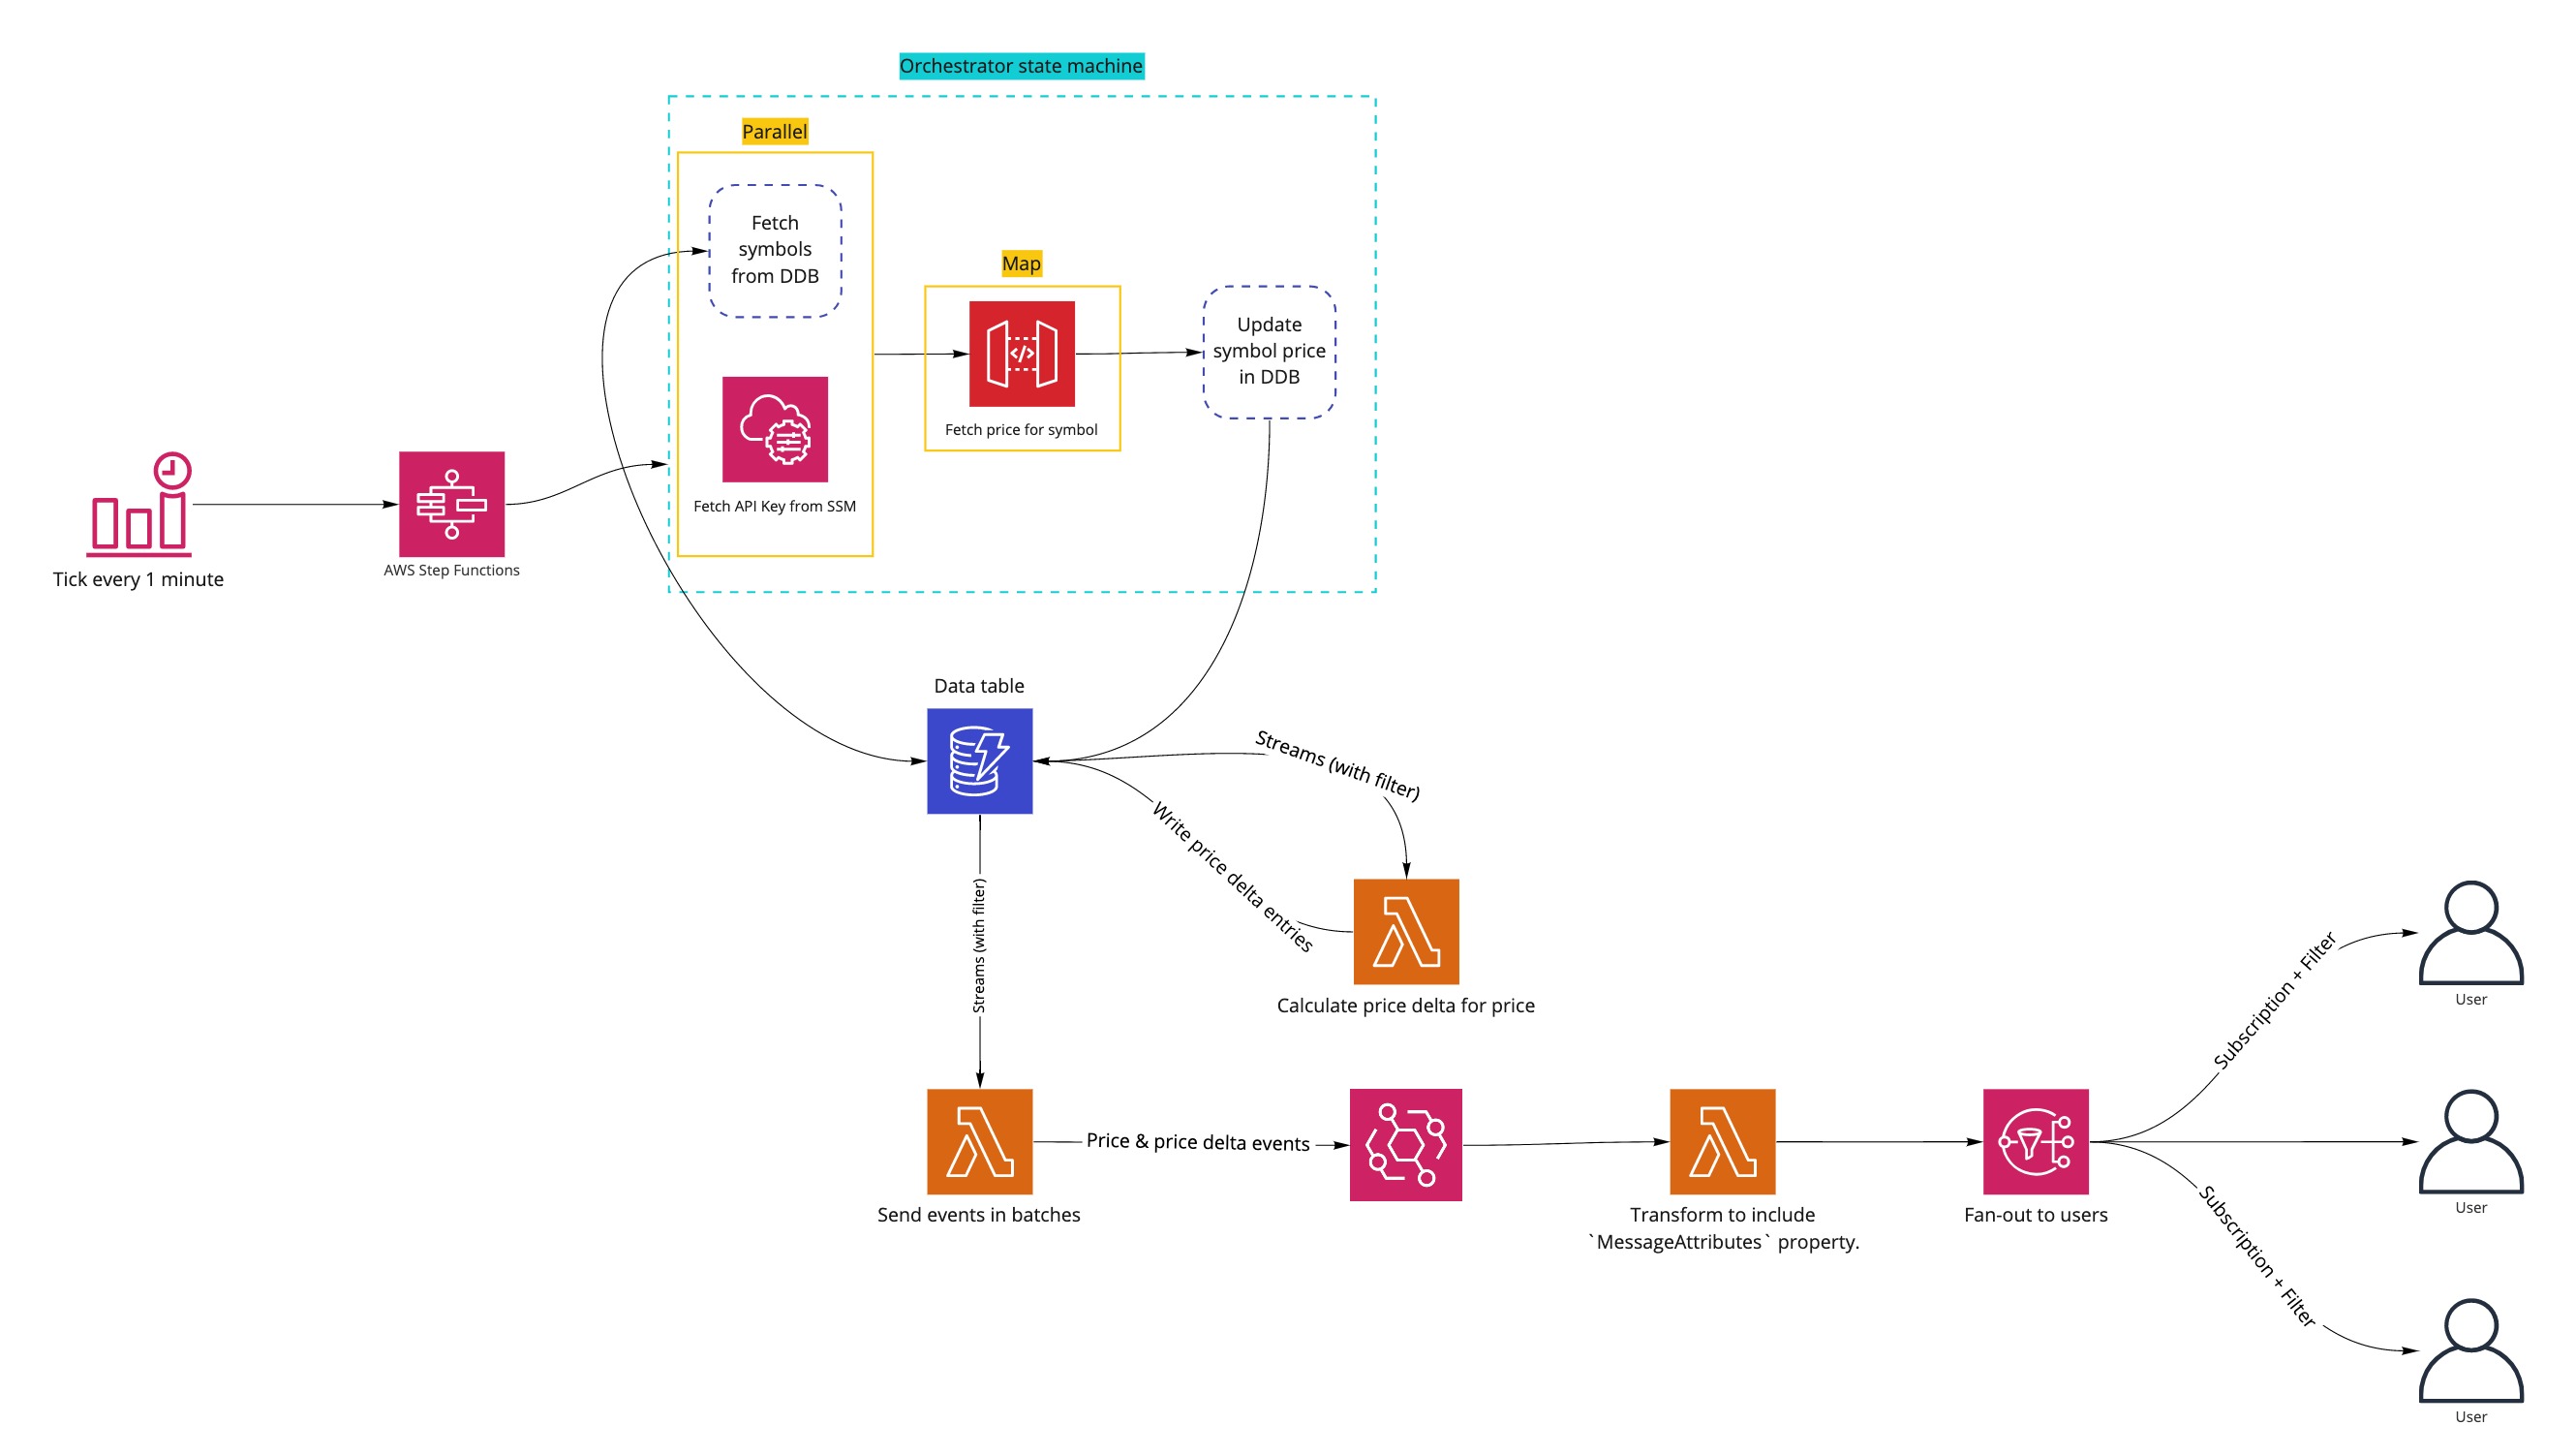 Orchestrator state machine
Parallel
Fetch
symbols
from DDB
Map
Update
symbol price
in DDB
Fetch price for symbol
Fetch API Key from SSM
Tick every 1 minute
AWS Step Functions
Data table
Streams (with filter)
Write price delta entries
Streams (with filter)
Calculate price delta for price
Subscription + Filter
User
Price & price delta events
Send events in batches
Transform to include
`MessageAttributes` property.
Fan-out to users
User
Subscription + Filter
User